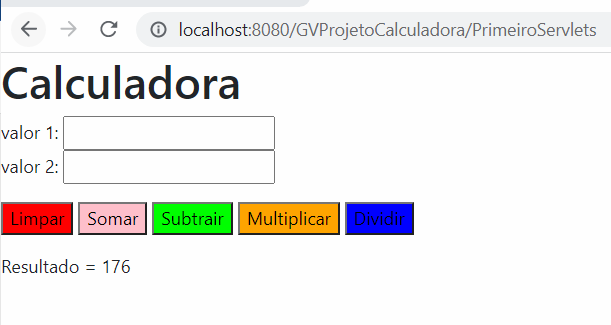 localhost:8080/GVProjetoCalculadora/PrimeiroServlets
Calculadora
valor 1:
valor 2:
Limpar Somar Subtrair Multiplicar Dividir
Resultado = 176